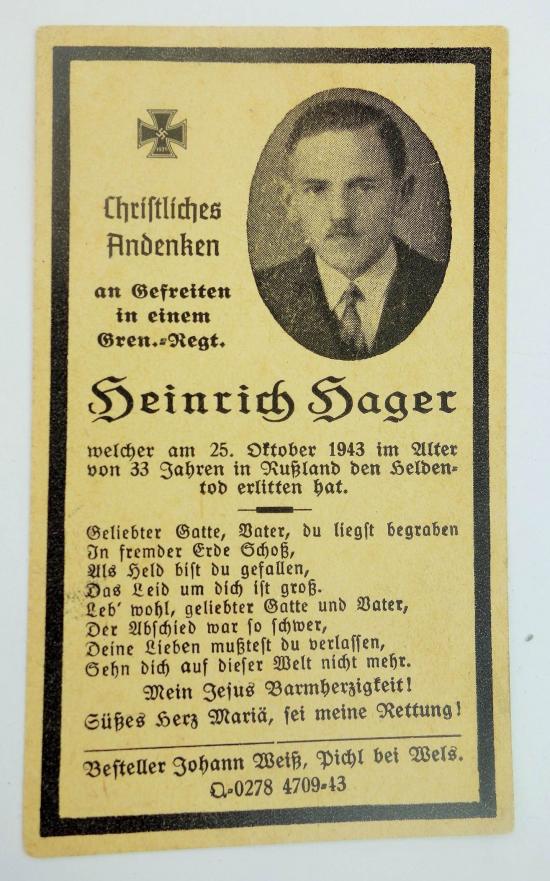 Christliches
Andenken
an Gefreiten
in einem
Gren.-Regt.
Heinrich Hager
welcher am 25. Oktober 1943 im Alter
von 33 Jahren in Rußland den Helden-
tod erlitten hat.
Geliebter Gatte, Vater, du liegst begraben
In fremder Erde Schoß,
Als Held bist du gefallen,
Das Leid um dich ist groß.
Leb' wohl, geliebter Gatte und Vater,
Der Abschied war so schwer,
Deine Lieben mußtest du verlassen,
Sehn dich auf dieser Welt nicht mehr.
Mein Jesus Barmherzigkeit!
Süßes Herz Mariä, sei meine Rettung!
Besteller Johann Weiß, Pichl bei Wels.
Q-0278 4709-43